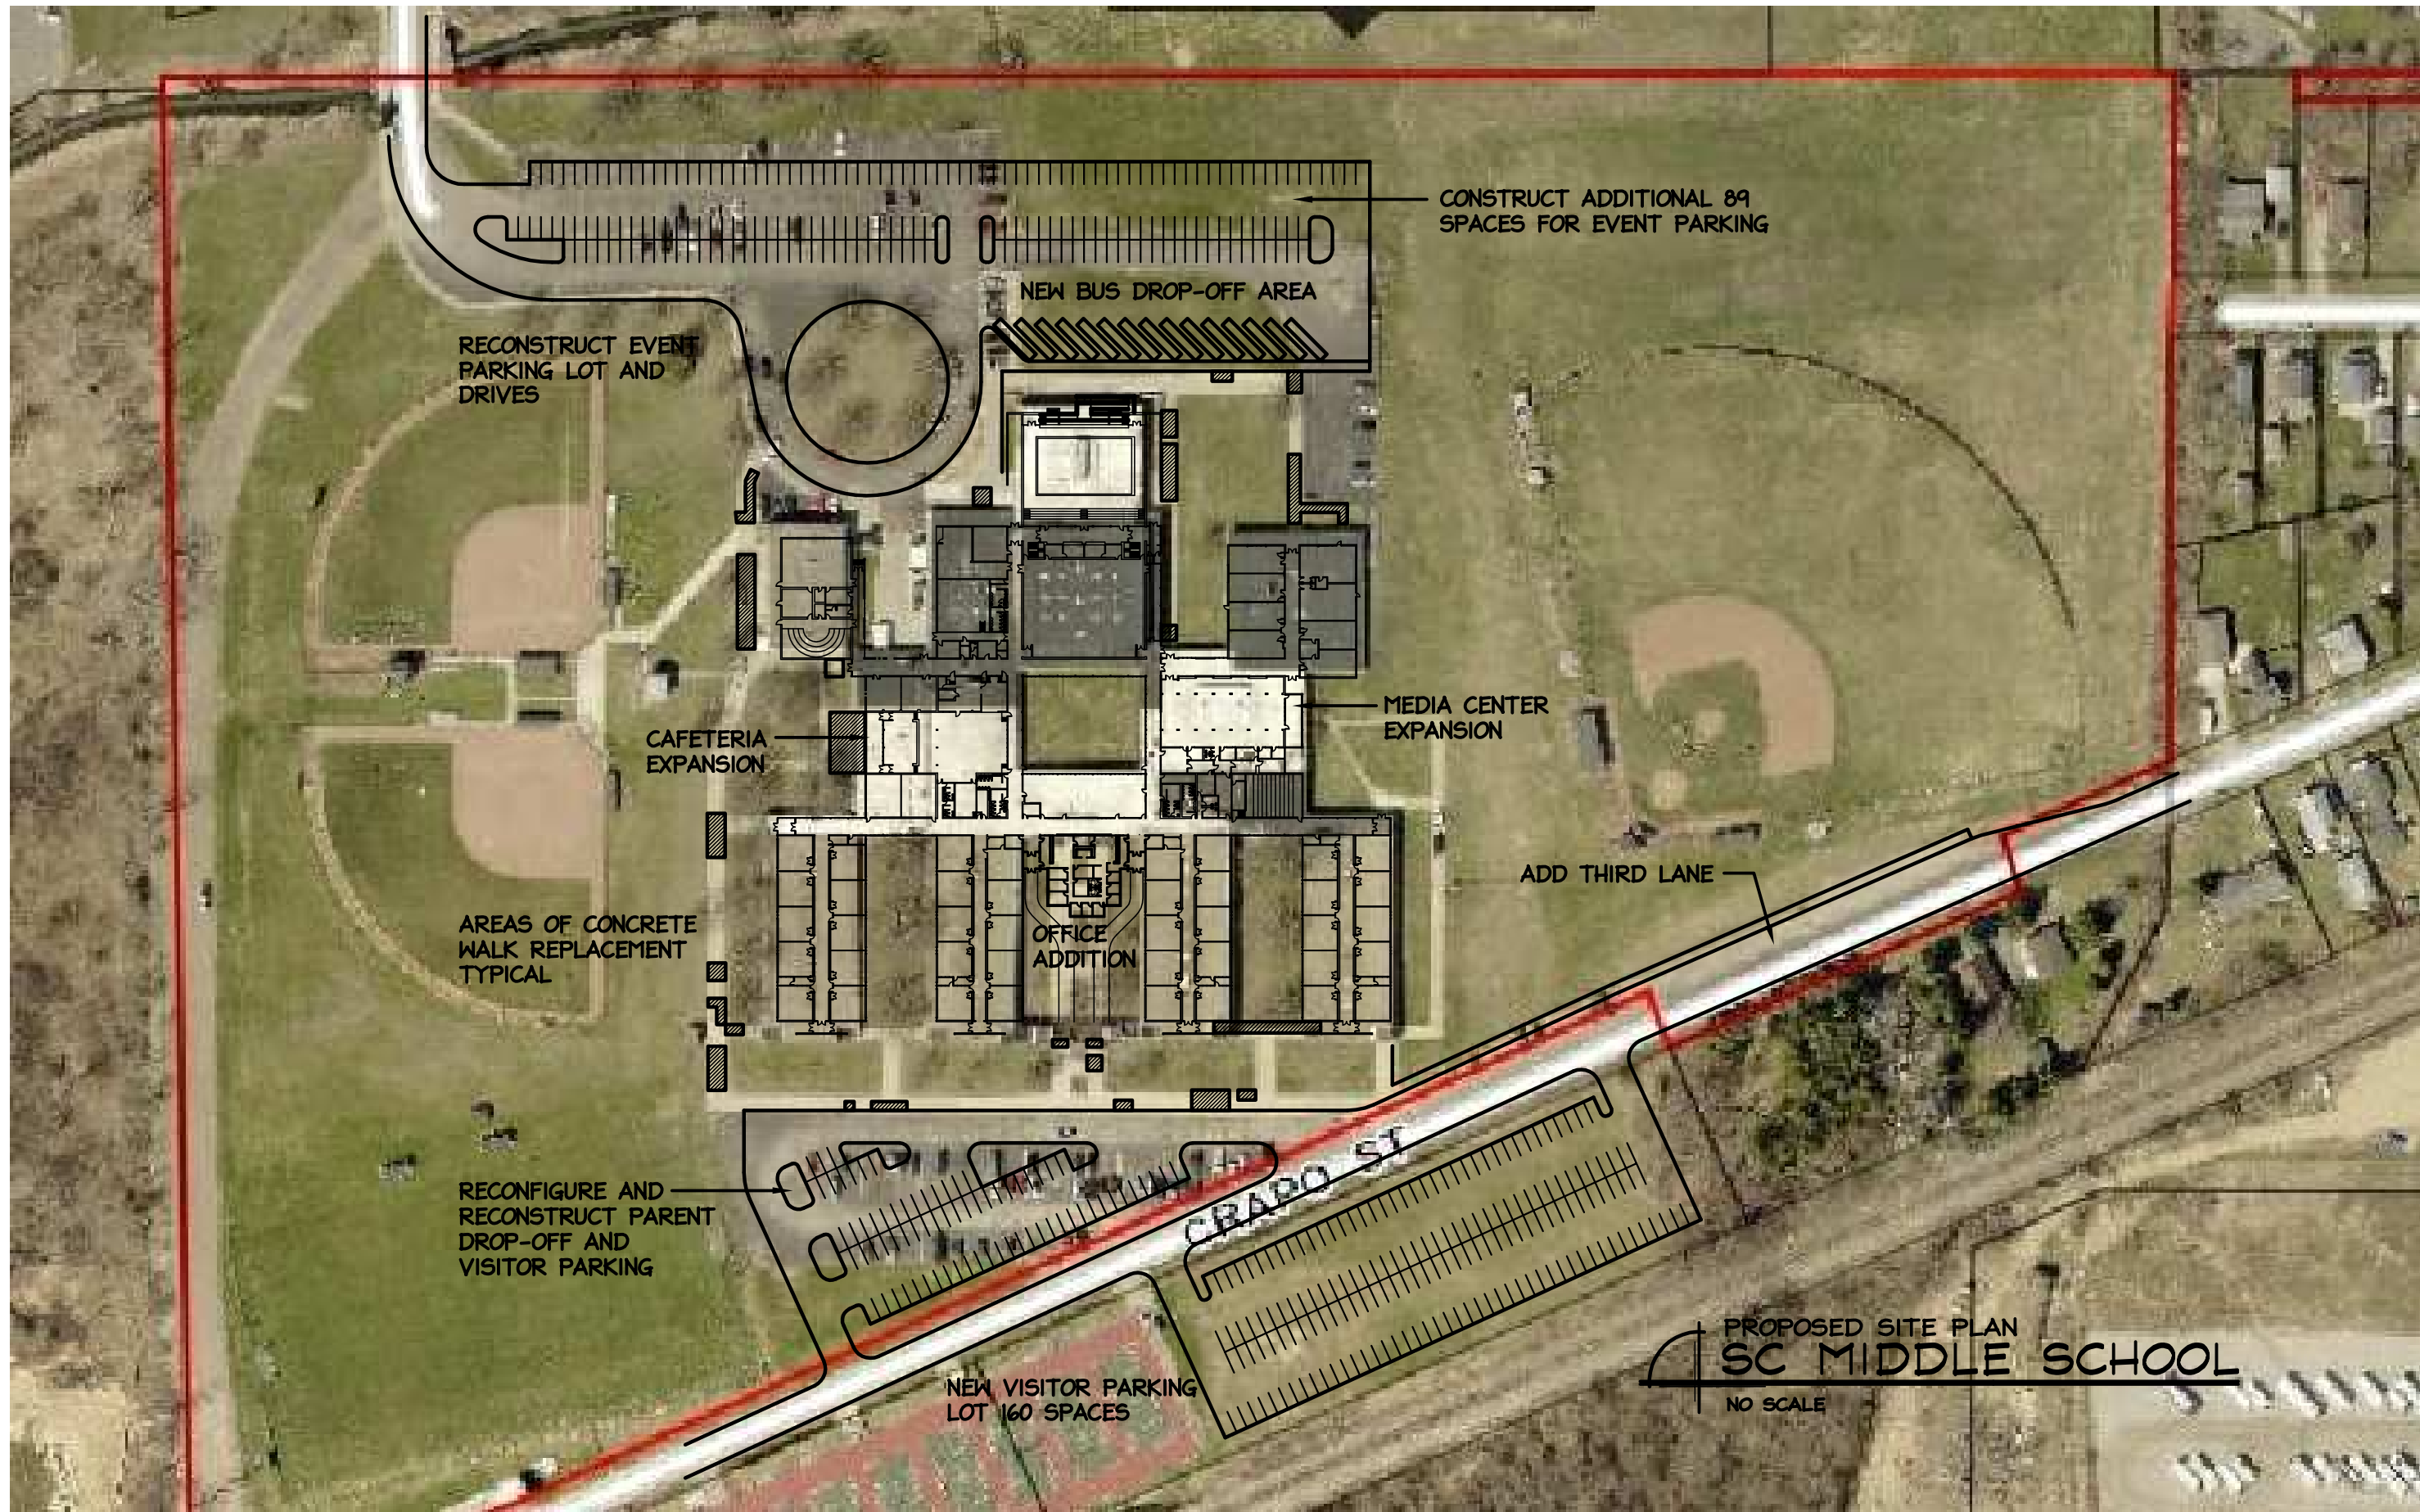 CONSTRUCT ADDITIONAL 89
SPACES FOR EVENT PARKING
NEW BUS DROP-OFF AREA
RECONSTRUCT EVENT
PARKING LOT AND
DRIVES
MEDIA CENTER
EXPANSION
CAFETERIA
EXPANSION
ADD THIRD LANE
AREAS OF CONCRETE
WALK REPLACEMENT
TYPICAL
OFFICE
ADDITION
CRAPO ST
RECONFIGURE AND
RECONSTRUCT PARENT
DROP-OFF AND
VISITOR PARKING
NEW VISITOR PARKING
LOT 160 SPACES
PROPOSED SITE PLAN
SC MIDDLE SCHOOL
NO SCALE